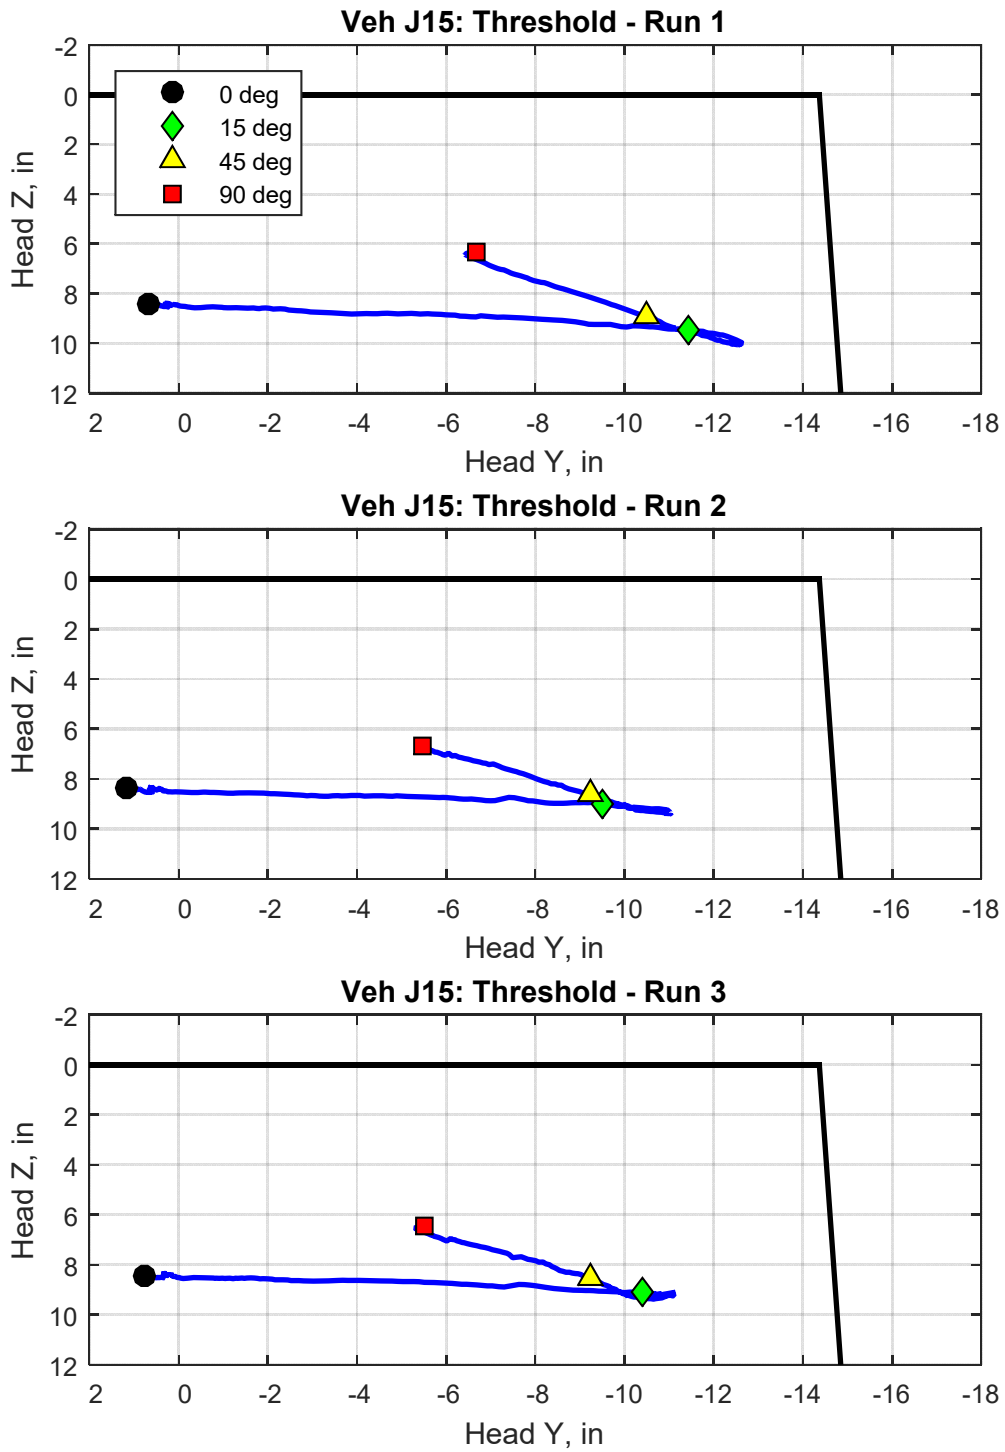 Veh J15: Threshold - Run 1
-2
0
2
4
6
8
10
12
Head Z, in
0 deg
15 deg
45 deg
90 deg
2 0 -2 -4 -6 -8 -10 -12 -14 -16 -18
Head Y, in
Veh J15: Threshold - Run 2
-2
0
2
4
6
8
10
12
Head Z, in
2 0 -2 -4 -6 -8 -10 -12 -14 -16 -18
Head Y, in
Veh J15: Threshold - Run 3
-2
0
2
4
6
8
10
12
Head Z, in
2 0 -2 -4 -6 -8 -10 -12 -14 -16 -18
Head Y, in